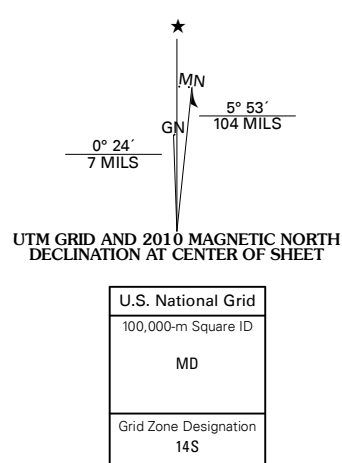 ★
MN
GN
5° 53´
104 MILS
0° 24´
7 MILS
UTM GRID AND 2010 MAGNETIC NORTH
DECLINATION AT CENTER OF SHEET
U.S. National Grid
100,000-m Square ID
MD
Grid Zone Designation
14S